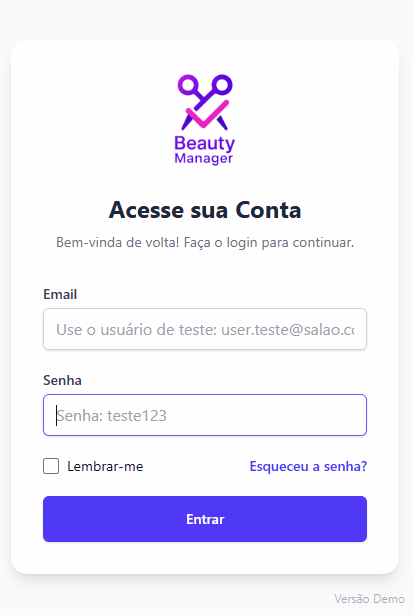 Beauty
Manager
Acesse sua Conta
Bem-vinda de volta! Faça o login para continuar.
Email
Use o usuário de teste: user.teste@salao.cc
Senha
Senha: teste123
Lembrar-me
Esqueceu a senha?
Entrar
Versão Demo